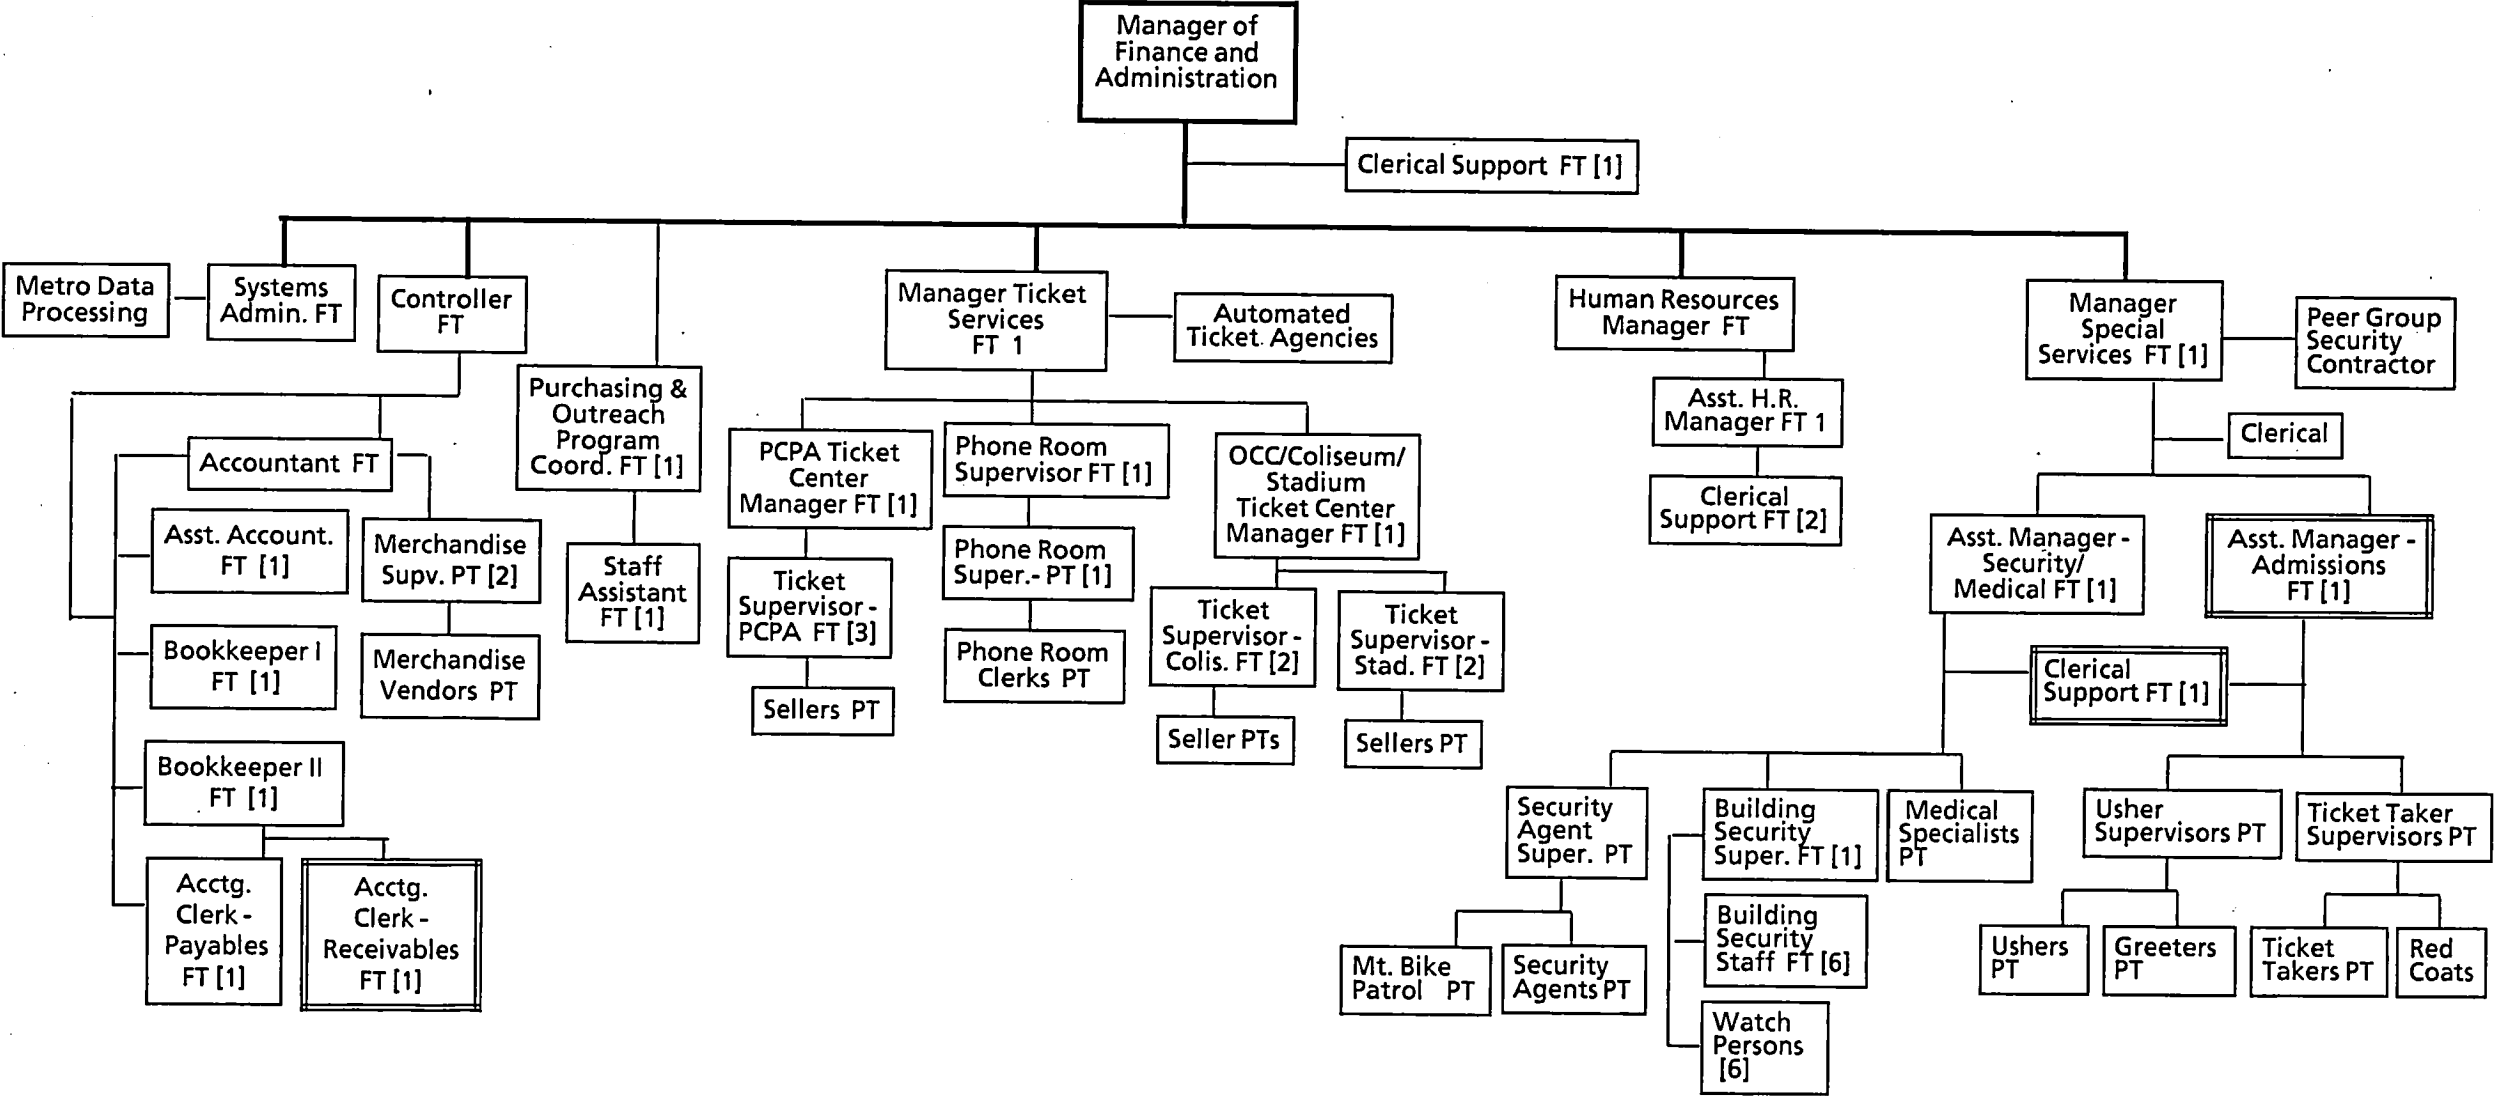 Manager of
Finance and
Administration
Clerical Support FT [1]
Metro Data
Processing
Systems
Admin. FT
Controller
FT
Purchasing &
Outreach
Program
Coord. FT [1]
Staff
Assistant
FT [1]
Manager Ticket
Services
FT 1
Automated
Ticket Agencies
Human Resources
Manager FT
Asst. H.R.
Manager FT 1
Clerical
Support FT [2]
Manager
Special
Services FT [1]
Peer Group
Security
Contractor
Clerical
Accountant FT
Asst. Account.
FT [1]
Merchandise
Supv. PT [2]
Bookkeeper I
FT [1]
Merchandise
Vendors PT
Bookkeeper II
FT [1]
Acctg.
Clerk -
Payables
FT [1]
Acctg.
Clerk -
Receivables
FT [1]
PCPA Ticket
Center
Manager FT [1]
Ticket
Supervisor -
PCPA FT [3]
Sellers PT
Phone Room
Supervisor FT [1]
Phone Room
Super.- PT [1]
Phone Room
Clerks PT
OCC/Coliseum/
Stadium
Ticket Center
Manager FT [1]
Ticket
Supervisor -
Colis. FT [2]
Seller PTs
Ticket
Supervisor -
Stad. FT [2]
Sellers PT
Asst. Manager -
Security/
Medical FT [1]
Asst. Manager -
Admissions
FT [1]
Clerical
Support FT [1]
Security
Agent
Super. PT
Building
Security
Super. FT [1]
Medical
Specialists
PT
Mt. Bike
Patrol PT
Security
Agents PT
Building
Security
Staff FT [6]
Watch
Persons
[6]
Usher
Supervisors PT
Ticket Taker
Supervisors PT
Ushers
PT
Greeters
PT
Ticket
Takers PT
Red
Coats